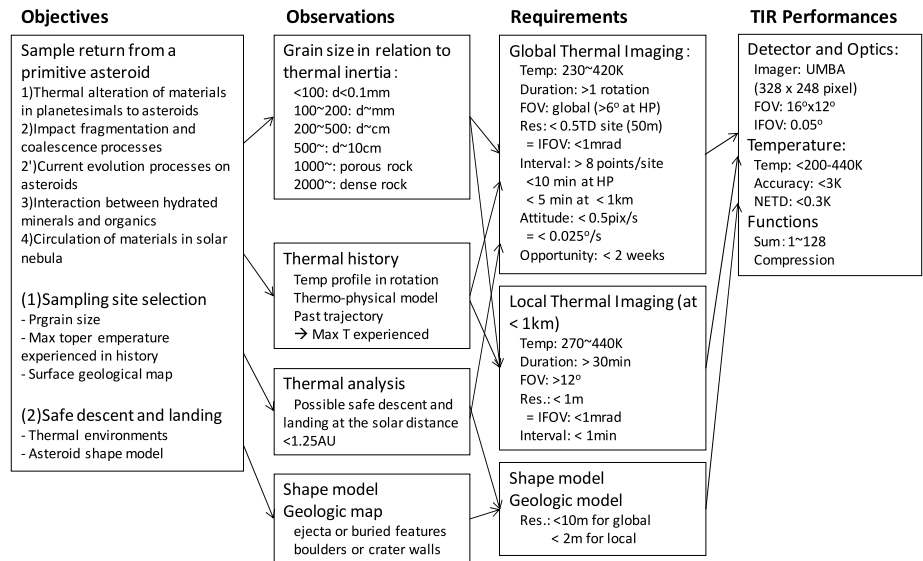 Objectives
Sample return from a
primitive asteroid
1)Thermal alteration of materials
in planetesimals to asteroids
2)Impact fragmentation and
coalescence processes
2')Current evolution processes on
asteroids
3)Interaction between hydrated
minerals and organics
4)Circulation of materials in solar
nebula
(1)Sampling site selection
- Prgrain size
- Max toper emperature
experienced in history
- Surface geological map
(2)Safe descent and landing
- Thermal environments
- Asteroid shape model
Observations
Grain size in relation to
thermal inertia:
<100: d<0.1mm
100~200: d~mm
200~500: d~cm
500~: d~10cm
1000~: porous rock
2000~: dense rock
Thermal history
Temp profile in rotation
Thermo-physical model
Past trajectory
→ Max T experienced
Thermal analysis
Possible safe descent and
landing at the solar distance
<1.25AU
Shape model
Geologic map
ejecta or buried features
boulders or crater walls
Requirements
Global Thermal Imaging:
Temp: 230~420K
Duration: >1 rotation
FOV: global (>6° at HP)
Res: < 0.5TD site (50m)
= IFOV: <1mrad
Interval: > 8 points/site
<10 min at HP
< 5 min at < 1km
Attitude: < 0.5pix/s
= < 0.025°/s
Opportunity: < 2 weeks
Local Thermal Imaging (at
< 1km)
Temp: 270~440K
Duration: > 30min
FOV: >12°
Res.: < 1m
= IFOV: <1mrad
Interval: < 1min
Shape model
Geologic model
Res.: <10m for global
< 2m for local
TIR Performances
Detector and Optics:
Imager: UMBA
(328 x 248 pixel)
FOV: 16°x12°
IFOV: 0.05°
Temperature:
Temp: <200-440K
Accuracy: <3K
NETD: <0.3K
Functions
Sum: 1~128
Compression